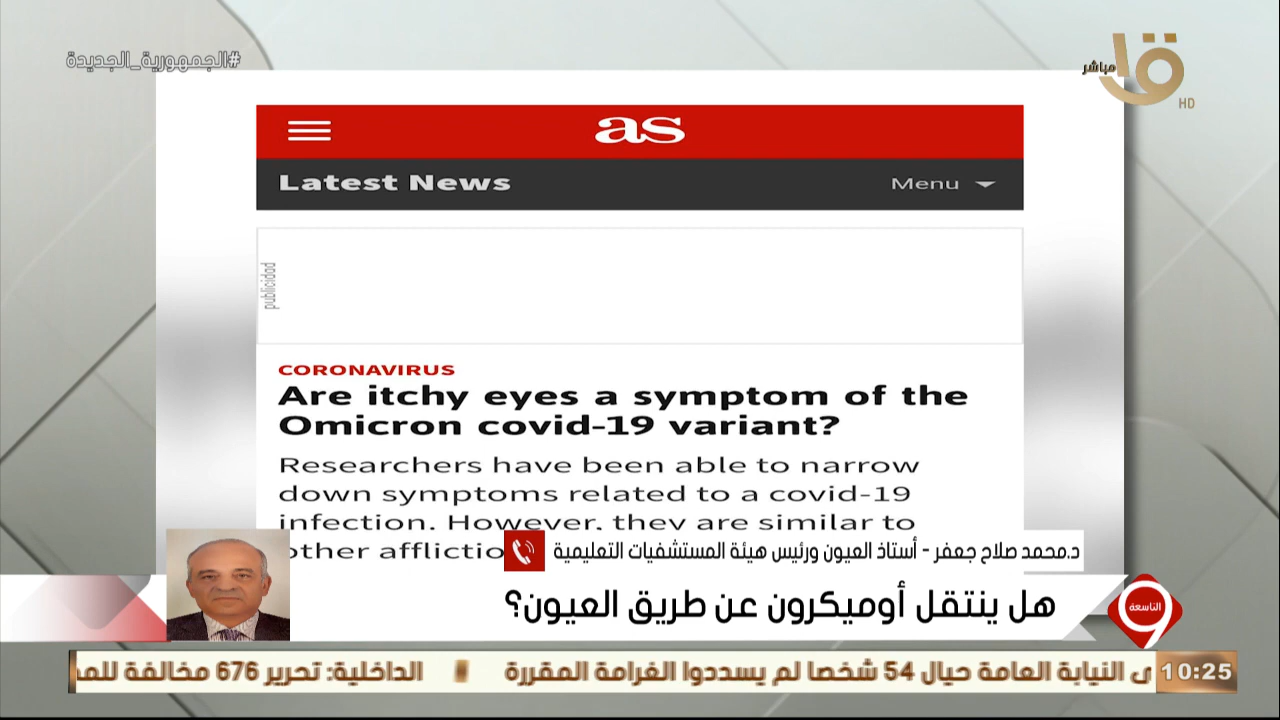 #الجمهورية_الجديدة
مباشر
HD
as
Latest News
Menu
publicidad
CORONAVIRUS
Are itchy eyes a symptom of the
Omicron covid-19 variant?
Researchers have been able to narrow
down symptoms related to a covid-19
infection. However, they are similar to
other
د.محمد صلاح جعفر - أستاذ العيون ورئيس هيئة المستشفيات التعليمية
هل ينتقل أوميكرون عن طريق العيون؟
التاسعة
9
10:25
ى النيابة العامة حيال 54 شخصا لم يسددوا الغرامة المقررة
الداخلية: تحرير 676 مخالفة للمد